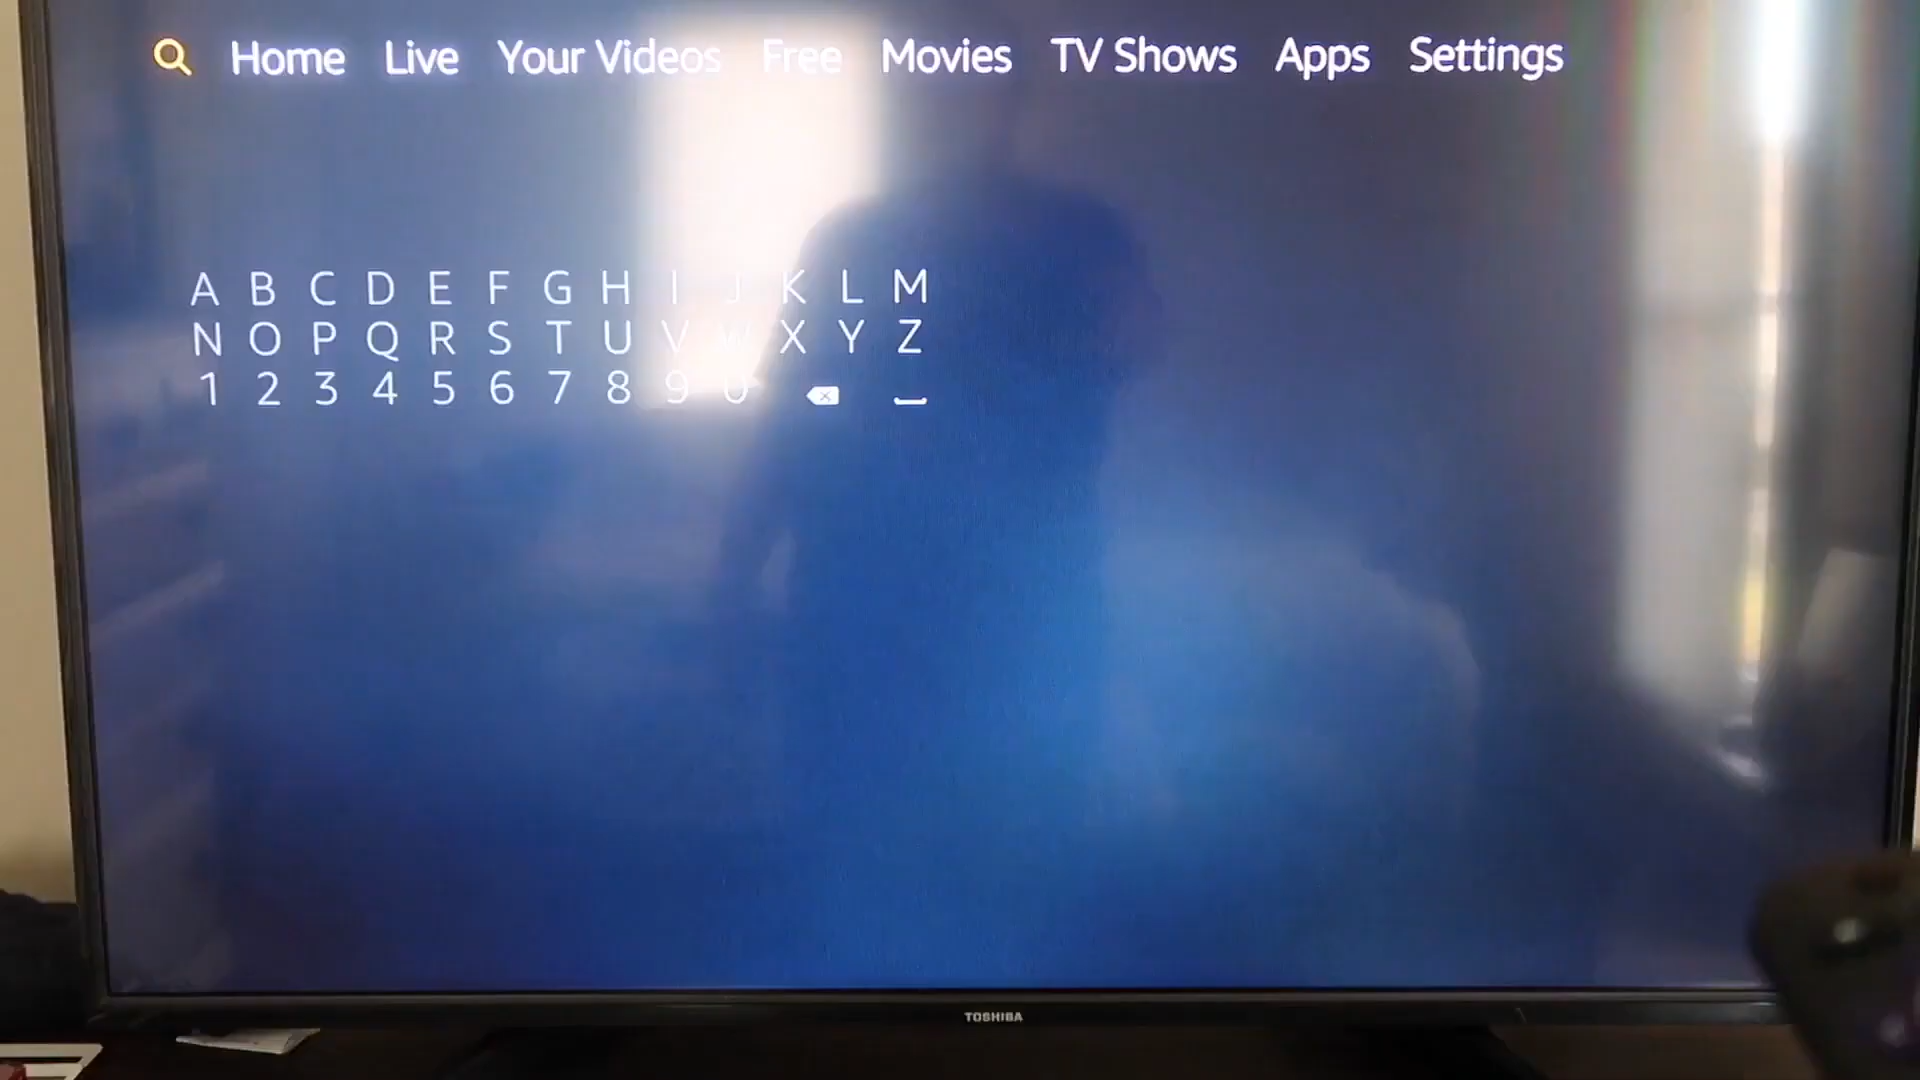 Home Live Your Videos Free Movies TV Shows Apps Settings
A B C D E F G H I J K L M
N O P Q R S T U V W X Y Z
1 2 3 4 5 6 7 8 9 0
TOSHIBA